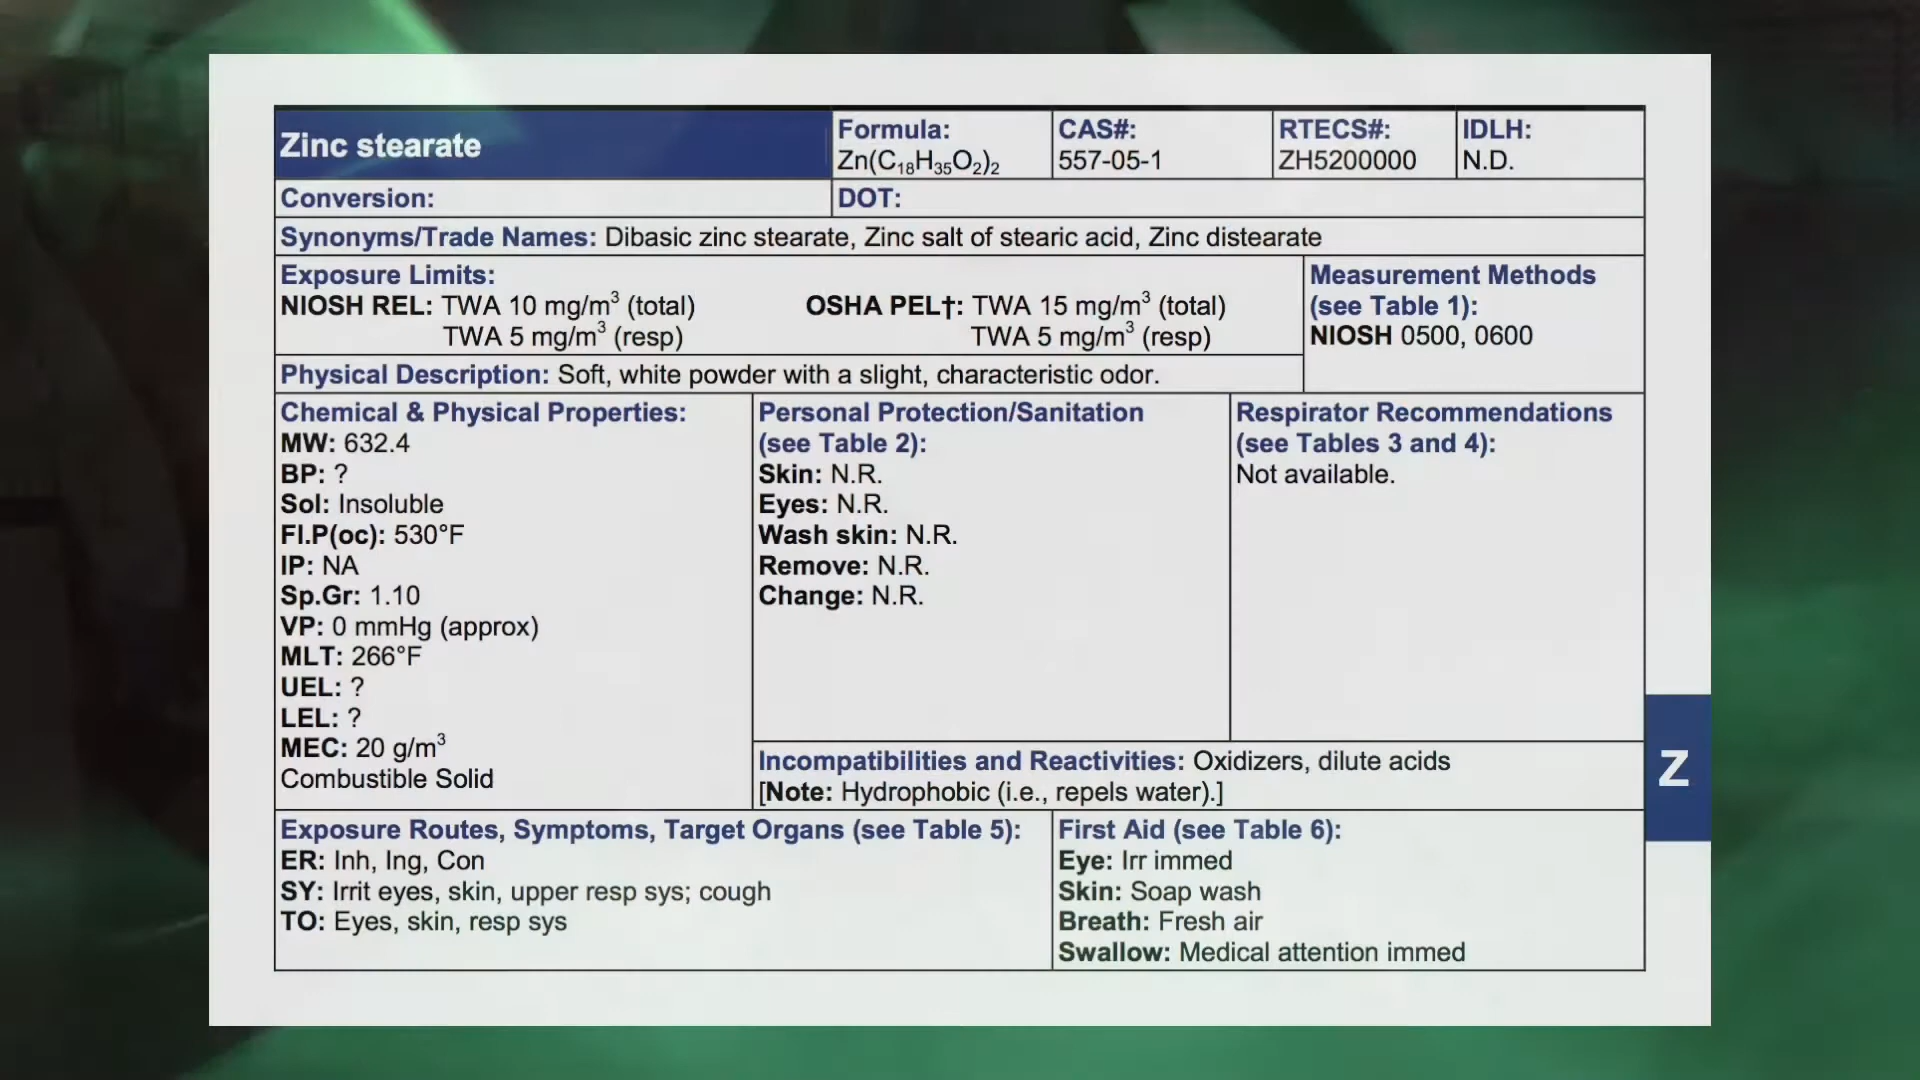 Zinc stearate
Formula:
Zn(C₁₈H₃₅O₂)₂
CAS#:
557-05-1
RTECS#:
ZH5200000
IDLH:
N.D.
Conversion:
DOT:
Synonyms/Trade Names: Dibasic zinc stearate, Zinc salt of stearic acid, Zinc distearate
Exposure Limits:
NIOSH REL: TWA 10 mg/m³ (total)
TWA 5 mg/m³ (resp)
OSHA PEL†: TWA 15 mg/m³ (total)
TWA 5 mg/m³ (resp)
Measurement Methods
(see Table 1):
NIOSH 0500, 0600
Physical Description: Soft, white powder with a slight, characteristic odor.
Chemical & Physical Properties:
MW: 632.4
BP: ?
Sol: Insoluble
Fl.P(oc): 530°F
IP: NA
Sp.Gr: 1.10
VP: 0 mmHg (approx)
MLT: 266°F
UEL: ?
LEL: ?
MEC: 20 g/m³
Combustible Solid
Personal Protection/Sanitation
(see Table 2):
Skin: N.R.
Eyes: N.R.
Wash skin: N.R.
Remove: N.R.
Change: N.R.
Respirator Recommendations
(see Tables 3 and 4):
Not available.
Incompatibilities and Reactivities: Oxidizers, dilute acids
[Note: Hydrophobic (i.e., repels water).]
Z
Exposure Routes, Symptoms, Target Organs (see Table 5):
ER: Inh, Ing, Con
SY: Irrit eyes, skin, upper resp sys; cough
TO: Eyes, skin, resp sys
First Aid (see Table 6):
Eye: Irr immed
Skin: Soap wash
Breath: Fresh air
Swallow: Medical attention immed